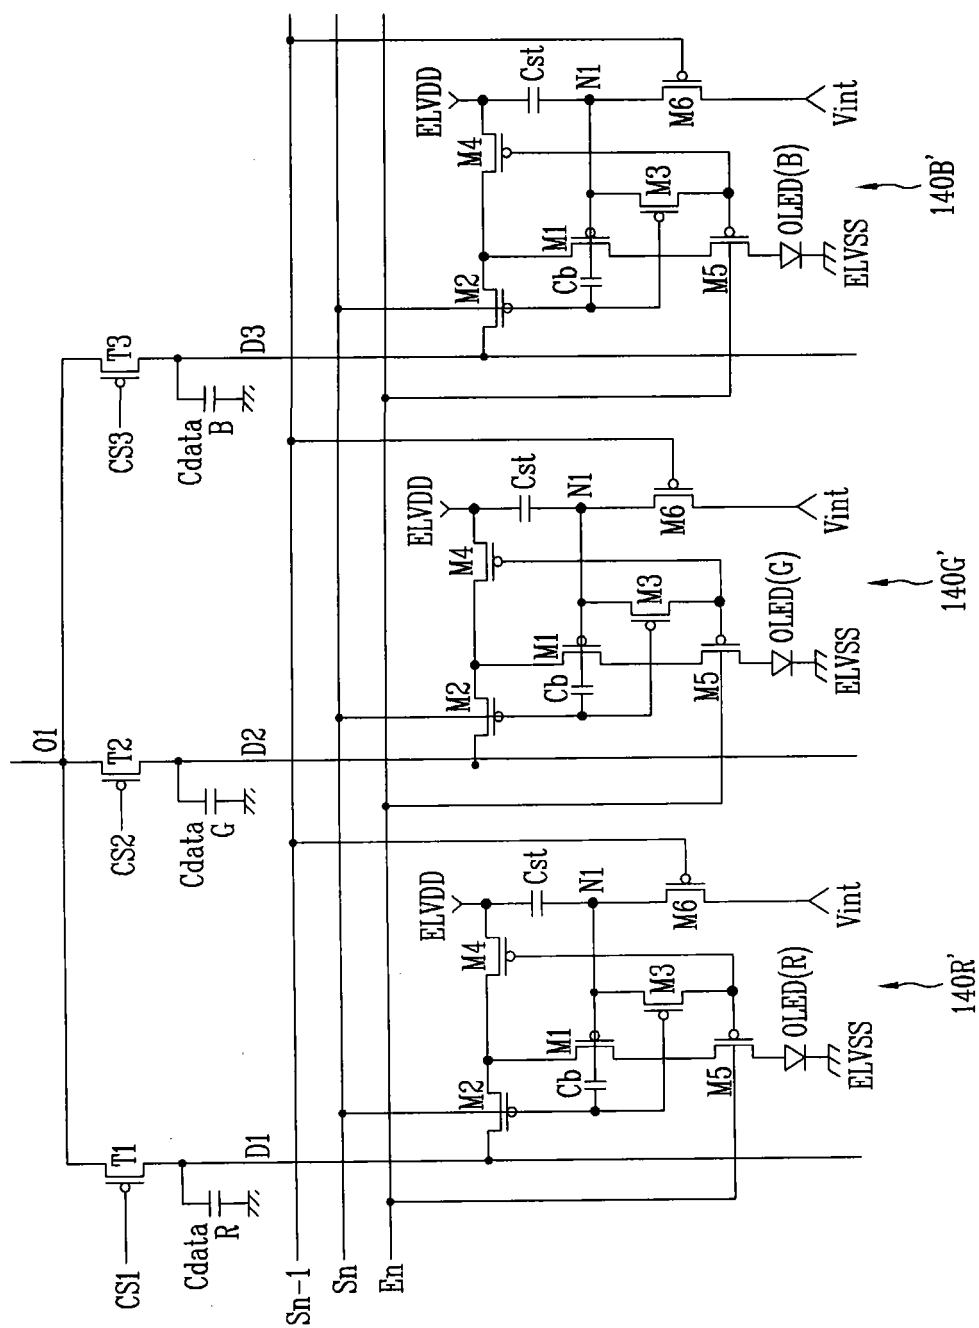 O1
CS1
T1
CS2
T2
CS3
T3
Cdata
R
D1
Cdata
G
D2
Cdata
B
D3
Sn-1
Sn
En
ELVDD
M4
Cst
M2
N1
M1
Cb
M3
M6
M5
OLED(R)
Vint
ELVSS
140R'
ELVDD
M4
Cst
M2
N1
M1
Cb
M3
M6
M5
OLED(G)
Vint
ELVSS
140G'
ELVDD
M4
Cst
M2
N1
M1
Cb
M3
M6
M5
OLED(B)
Vint
ELVSS
140B'